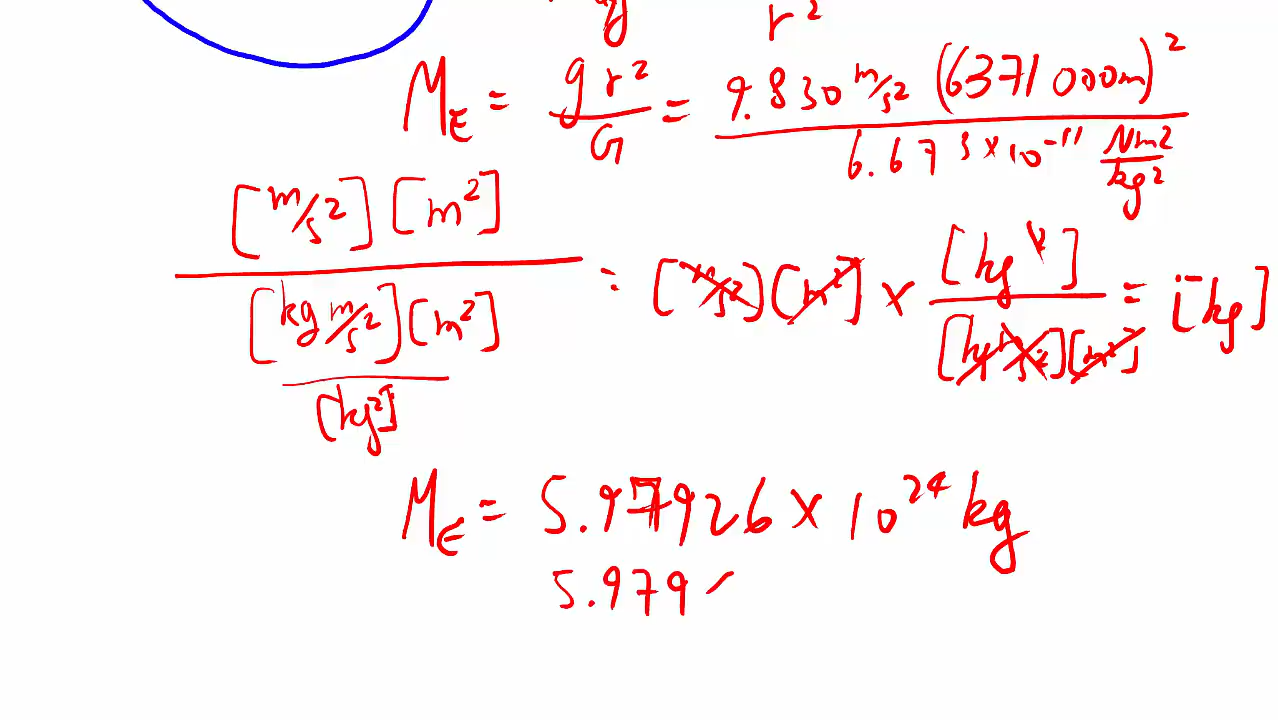 r²
M_E = g r² / G = 9.830 m/s² (6371000m)² / 6.673 × 10⁻¹¹ Nm²/kg²
[m/s²] [m²] / [kg m/s²] [m²] / [kg²] = [m/s²] [m²] × [kg²] / [kg m/s²] [m²] = [kg]
M_E = 5.97926 × 10²⁴ kg
5.979